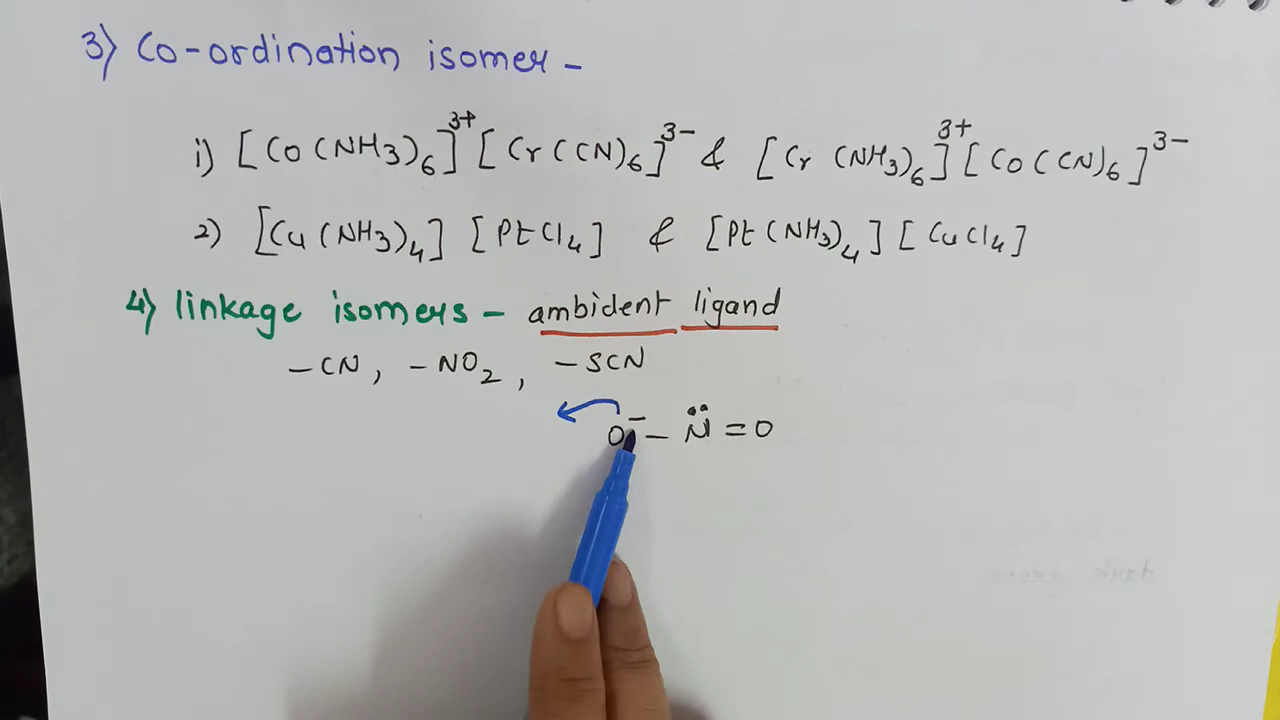 3) Co-ordination isomer -
i) [Co(NH3)6]3+ [Cr(CN)6]3- & [Cr(NH3)6]3+ [Co(CN)6]3-
2) [Cu(NH3)4] [PtCl4] & [Pt(NH3)4] [CuCl4]
4) linkage isomers - ambident ligand
-CN, -NO2, -SCN
O- - N̈ = O